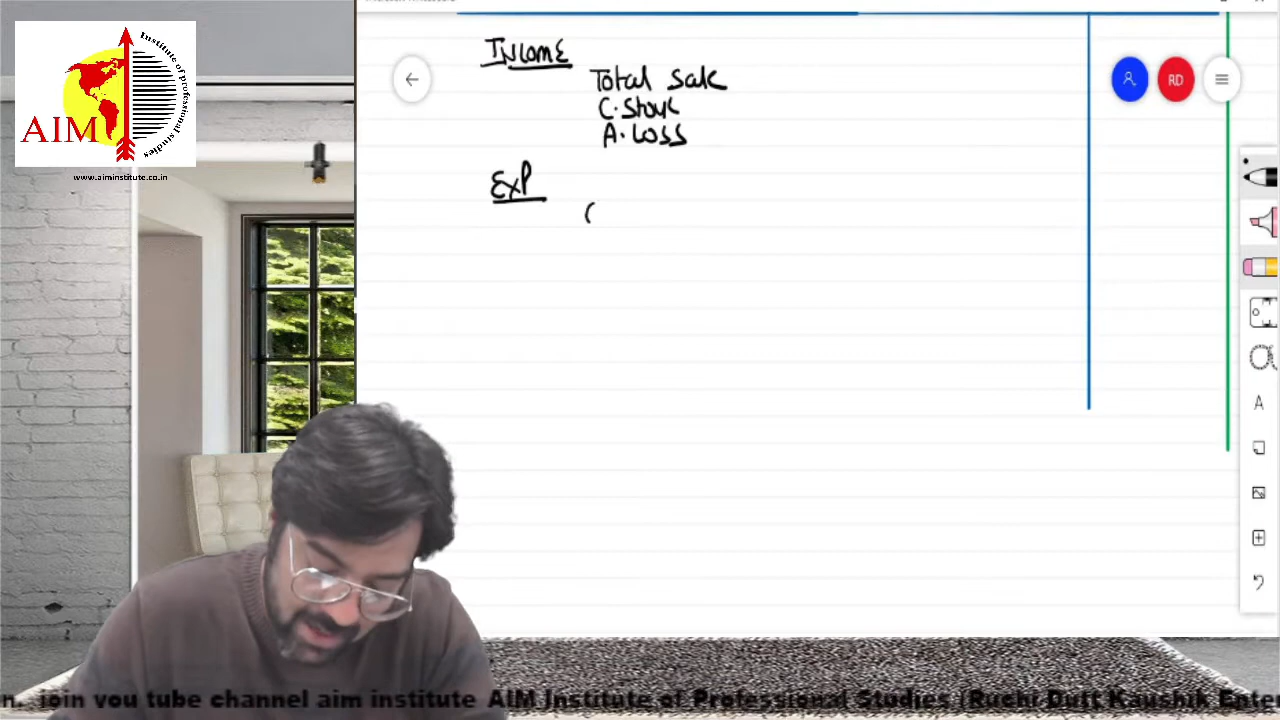 Income
Total Sale
C. Stock
A. Loss
Exp
(
RD
A
Institute of professional studies
AIM
www.aiminstitute.co.in
n. join you tube channel aim institute AIM Institute of Professional Studies (Ruchi Dutt Kaushik Enter